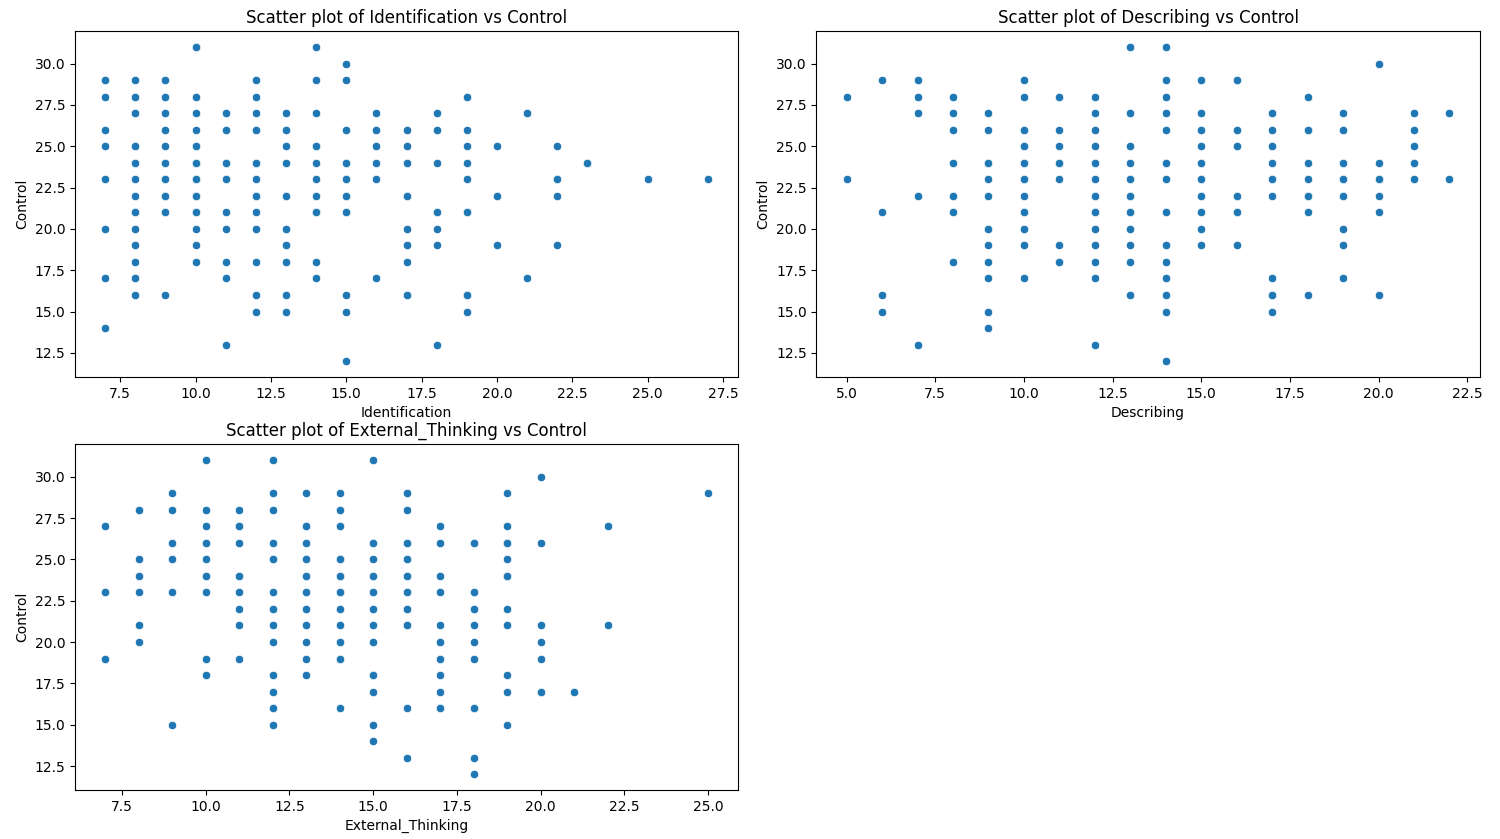 Scatter plot of Identification vs Control
30.0
27.5
25.0
22.5
20.0
17.5
15.0
12.5
Control
7.5 10.0 12.5 15.0 17.5 20.0 22.5 25.0 27.5
Identification
Scatter plot of Describing vs Control
30.0
27.5
25.0
22.5
20.0
17.5
15.0
12.5
Control
5.0 7.5 10.0 12.5 15.0 17.5 20.0 22.5
Describing
Scatter plot of External_Thinking vs Control
30.0
27.5
25.0
22.5
20.0
17.5
15.0
12.5
Control
7.5 10.0 12.5 15.0 17.5 20.0 22.5 25.0
External_Thinking